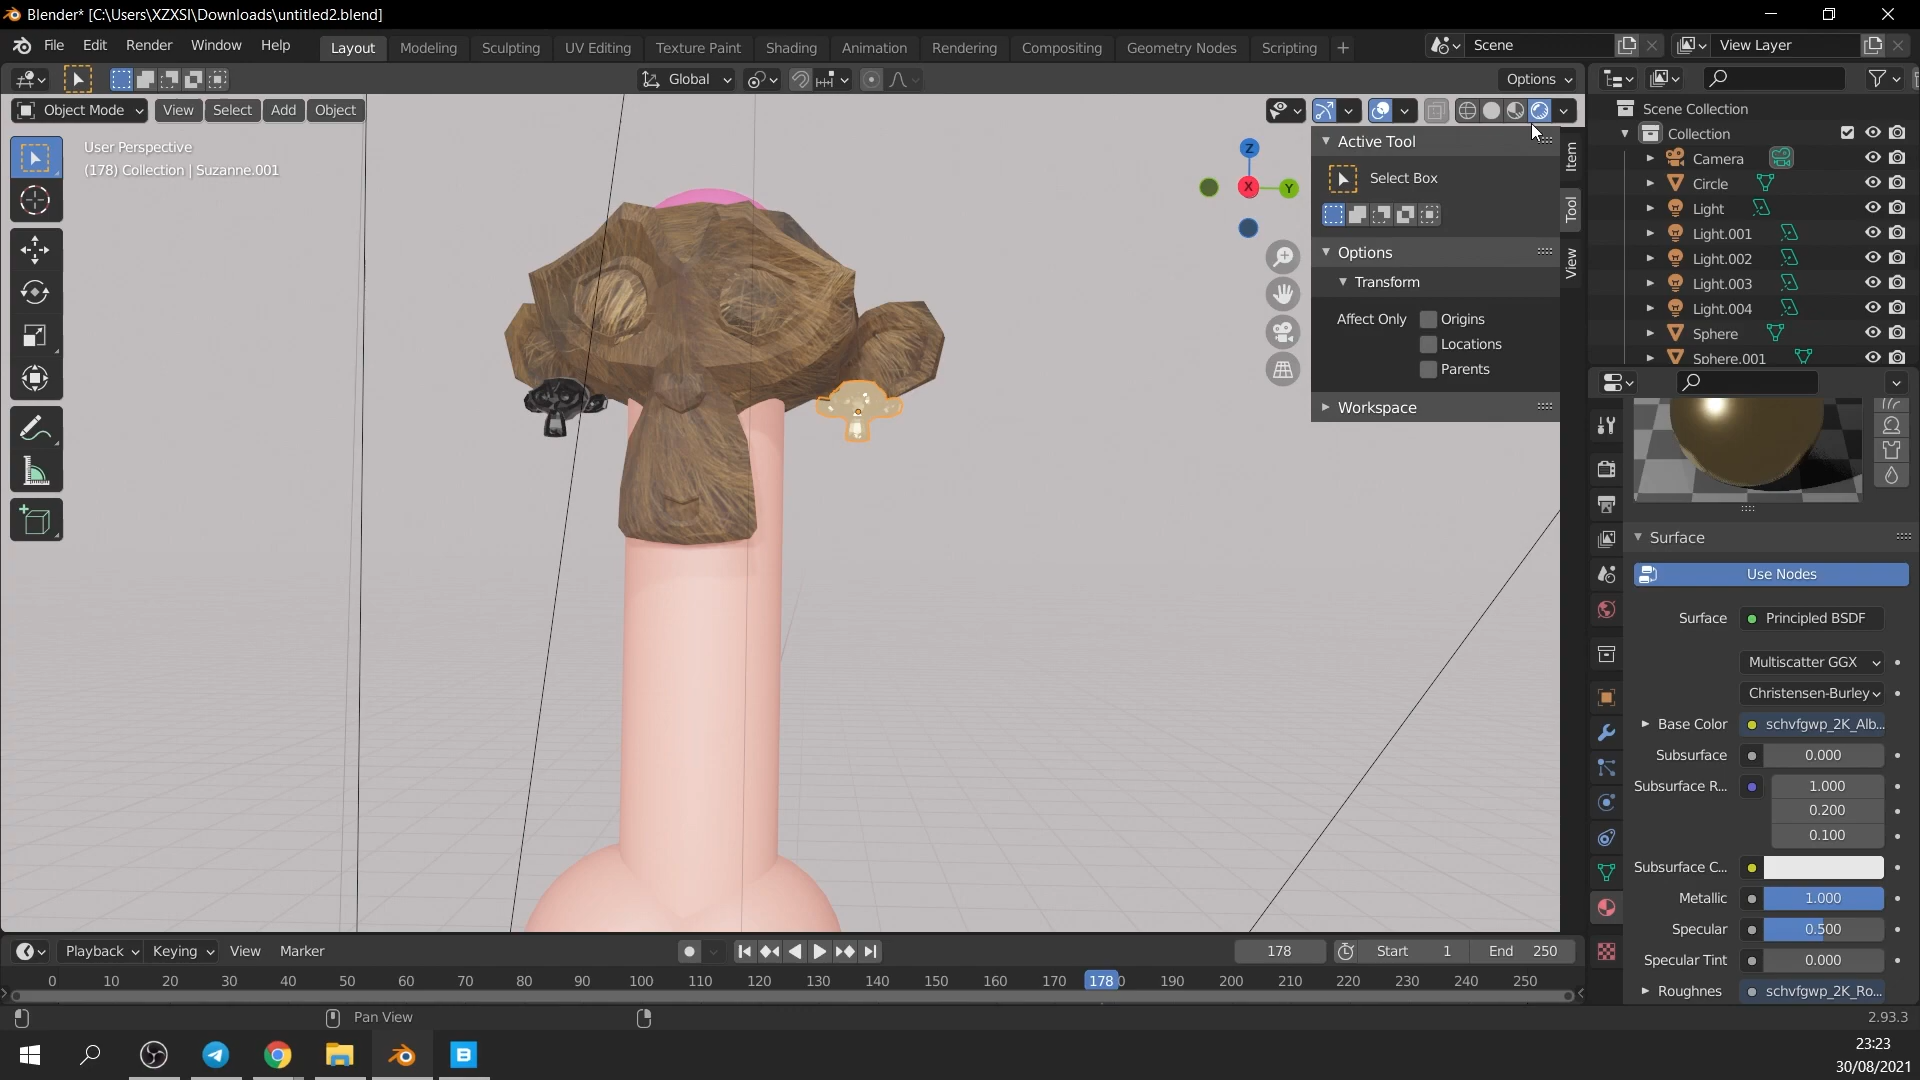 Blender* [C:\Users\XZXSI\Downloads\untitled2.blend]
File Edit Render Window Help
Layout Modeling Sculpting UV Editing Texture Paint Shading Animation Rendering Compositing Geometry Nodes Scripting
Scene
View Layer
Global
Options
Object Mode View Select Add Object
User Perspective
(178) Collection | Suzanne.001
Z
X
Y
Active Tool
Select Box
Options
Transform
Affect Only Origins
Locations
Parents
Workspace
Item
Tool
View
Scene Collection
Collection
Camera
Circle
Light
Light.001
Light.002
Light.003
Light.004
Sphere
Sphere.001
Surface
Use Nodes
Surface Principled BSDF
Multiscatter GGX
Christensen-Burley
Base Color schvfgwp_2K_Alb...
Subsurface 0.000
Subsurface R... 1.000
0.200
0.100
Subsurface C...
Metallic 1.000
Specular 0.500
Specular Tint 0.000
Roughnes schvfgwp_2K_Ro...
Playback Keying View Marker
178 Start 1 End 250
0 10 20 30 40 50 60 70 80 90 100 110 120 130 140 150 160 170 178 0 190 200 210 220 230 240 250
Pan View
2.93.3
23:23
30/08/2021